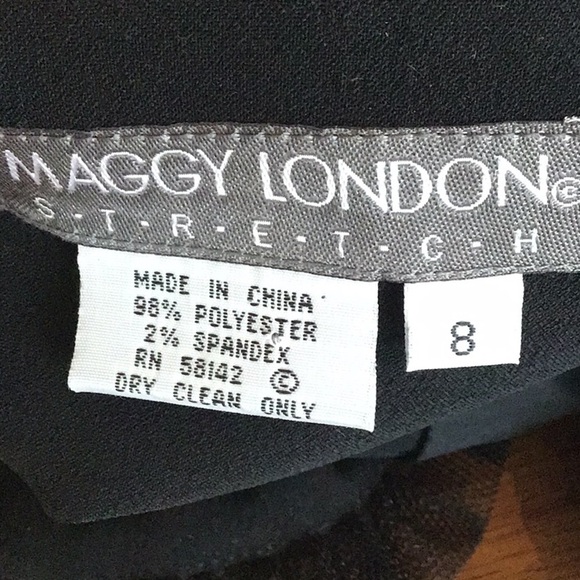 MAGGY LONDON©
S-T-R-E-T-C-H
MADE IN CHINA
98% POLYESTER
2% SPANDEX
RN 58142 ©
DRY CLEAN ONLY
8